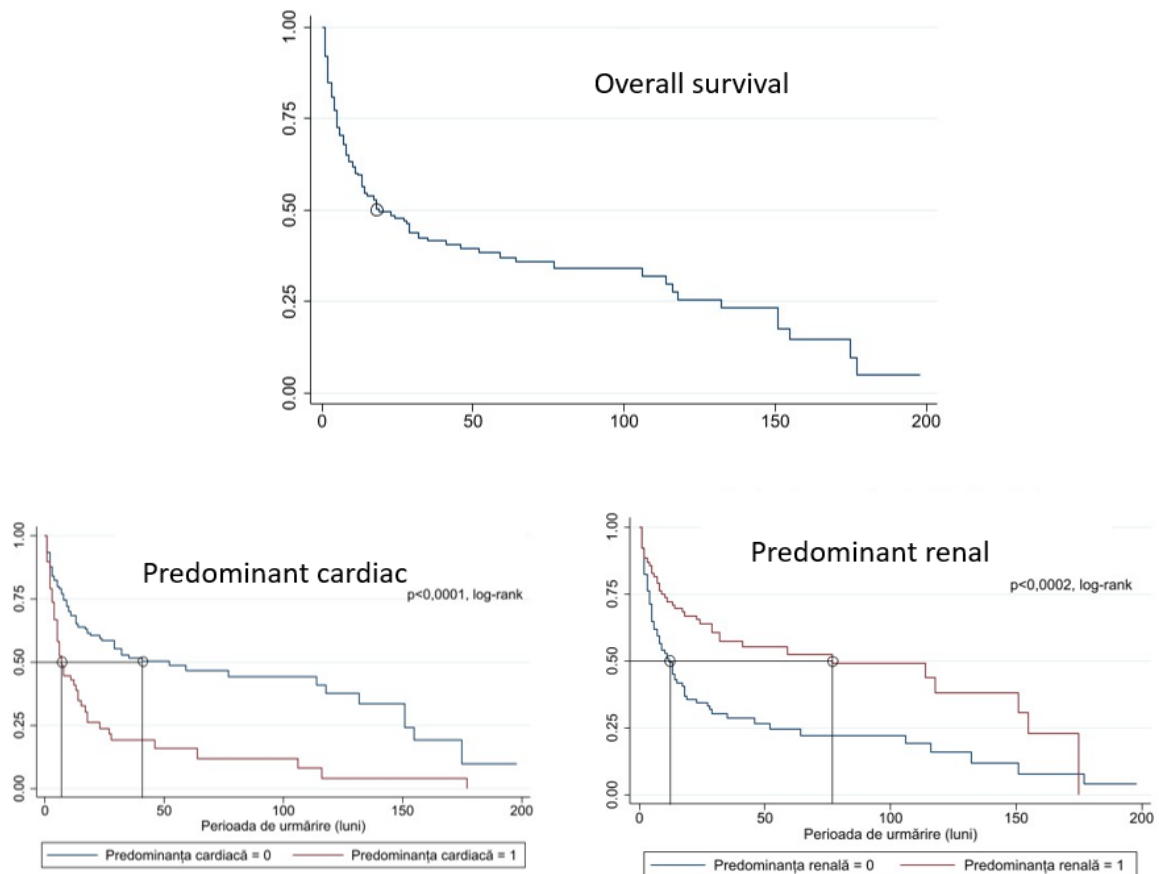 Overall survival
1.00
0.75
0.50
0.25
0.00
0 50 100 150 200
Predominant cardiac
p<0,0001, log-rank
1.00
0.75
0.50
0.25
0.00
0 50 100 150 200
Perioada de urmărire (luni)
Predominanța cardiacă = 0 Predominanța cardiacă = 1
Predominant renal
p<0,0002, log-rank
1.00
0.75
0.50
0.25
0.00
0 50 100 150 200
Perioada de urmărire (luni)
Predominanța renală = 0 Predominanța renală = 1